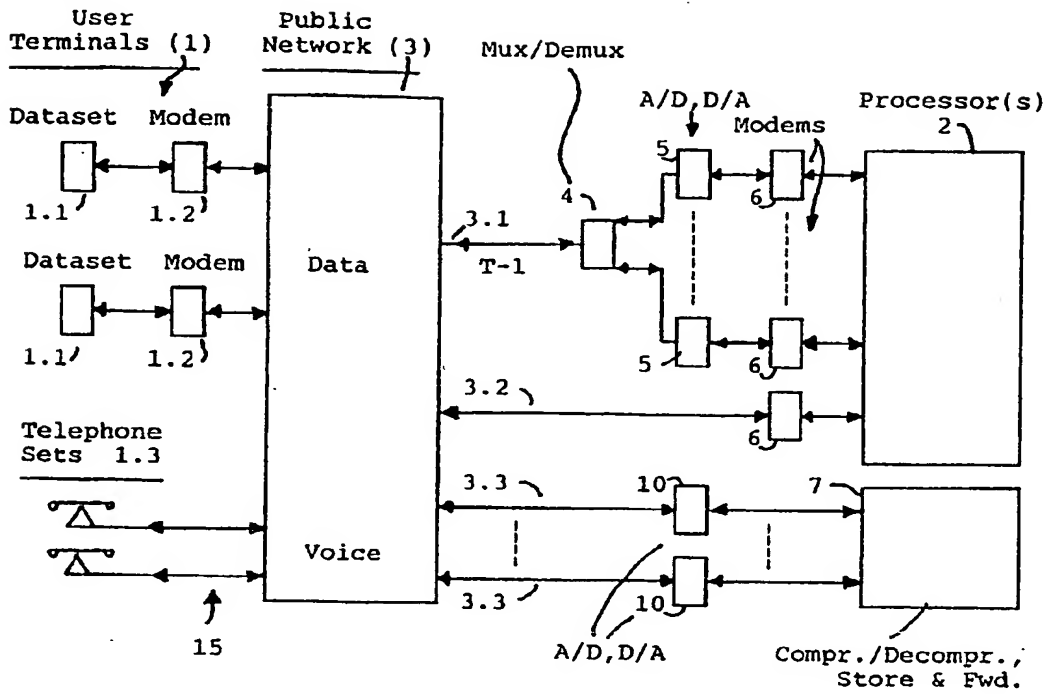 User
Terminals (1)
Public
Network (3)
Mux/Demux
A/D,D/A
Modems
Processor(s)
2
Dataset Modem
1.1
1.2
5
6
4
3.1
T-1
Data
Dataset Modem
1.1
1.2
5
6
3.2
6
Telephone
Sets 1.3
3.3
10
7
Voice
3.3
10
15
A/D,D/A
Compr./Decompr.,
Store & Fwd.